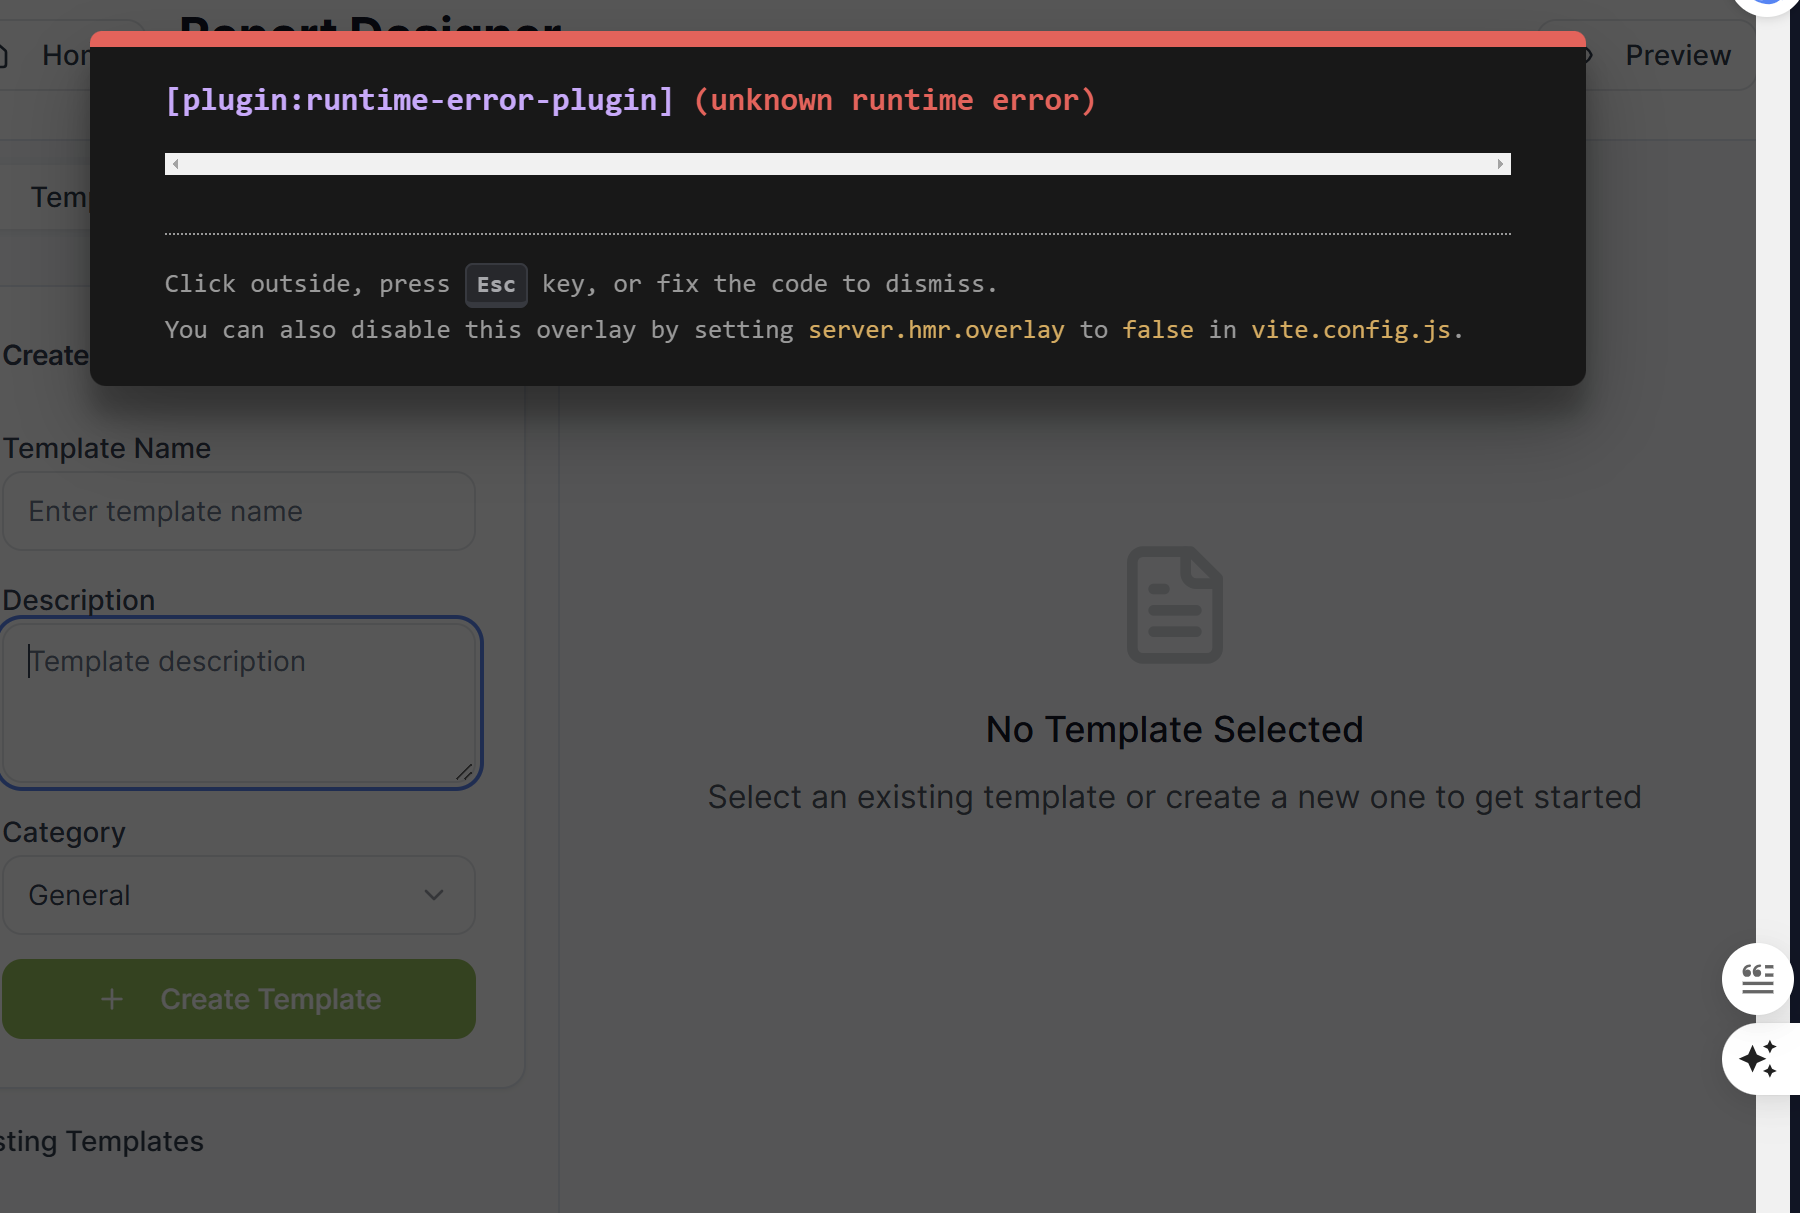 Report Designer
Hor
Preview
[plugin:runtime-error-plugin] (unknown runtime error)
Temp
Click outside, press Esc key, or fix the code to dismiss.
You can also disable this overlay by setting server.hmr.overlay to false in vite.config.js.
Create
Template Name
Enter template name
Description
Template description
No Template Selected
Select an existing template or create a new one to get started
Category
General
+ Create Template
sting Templates